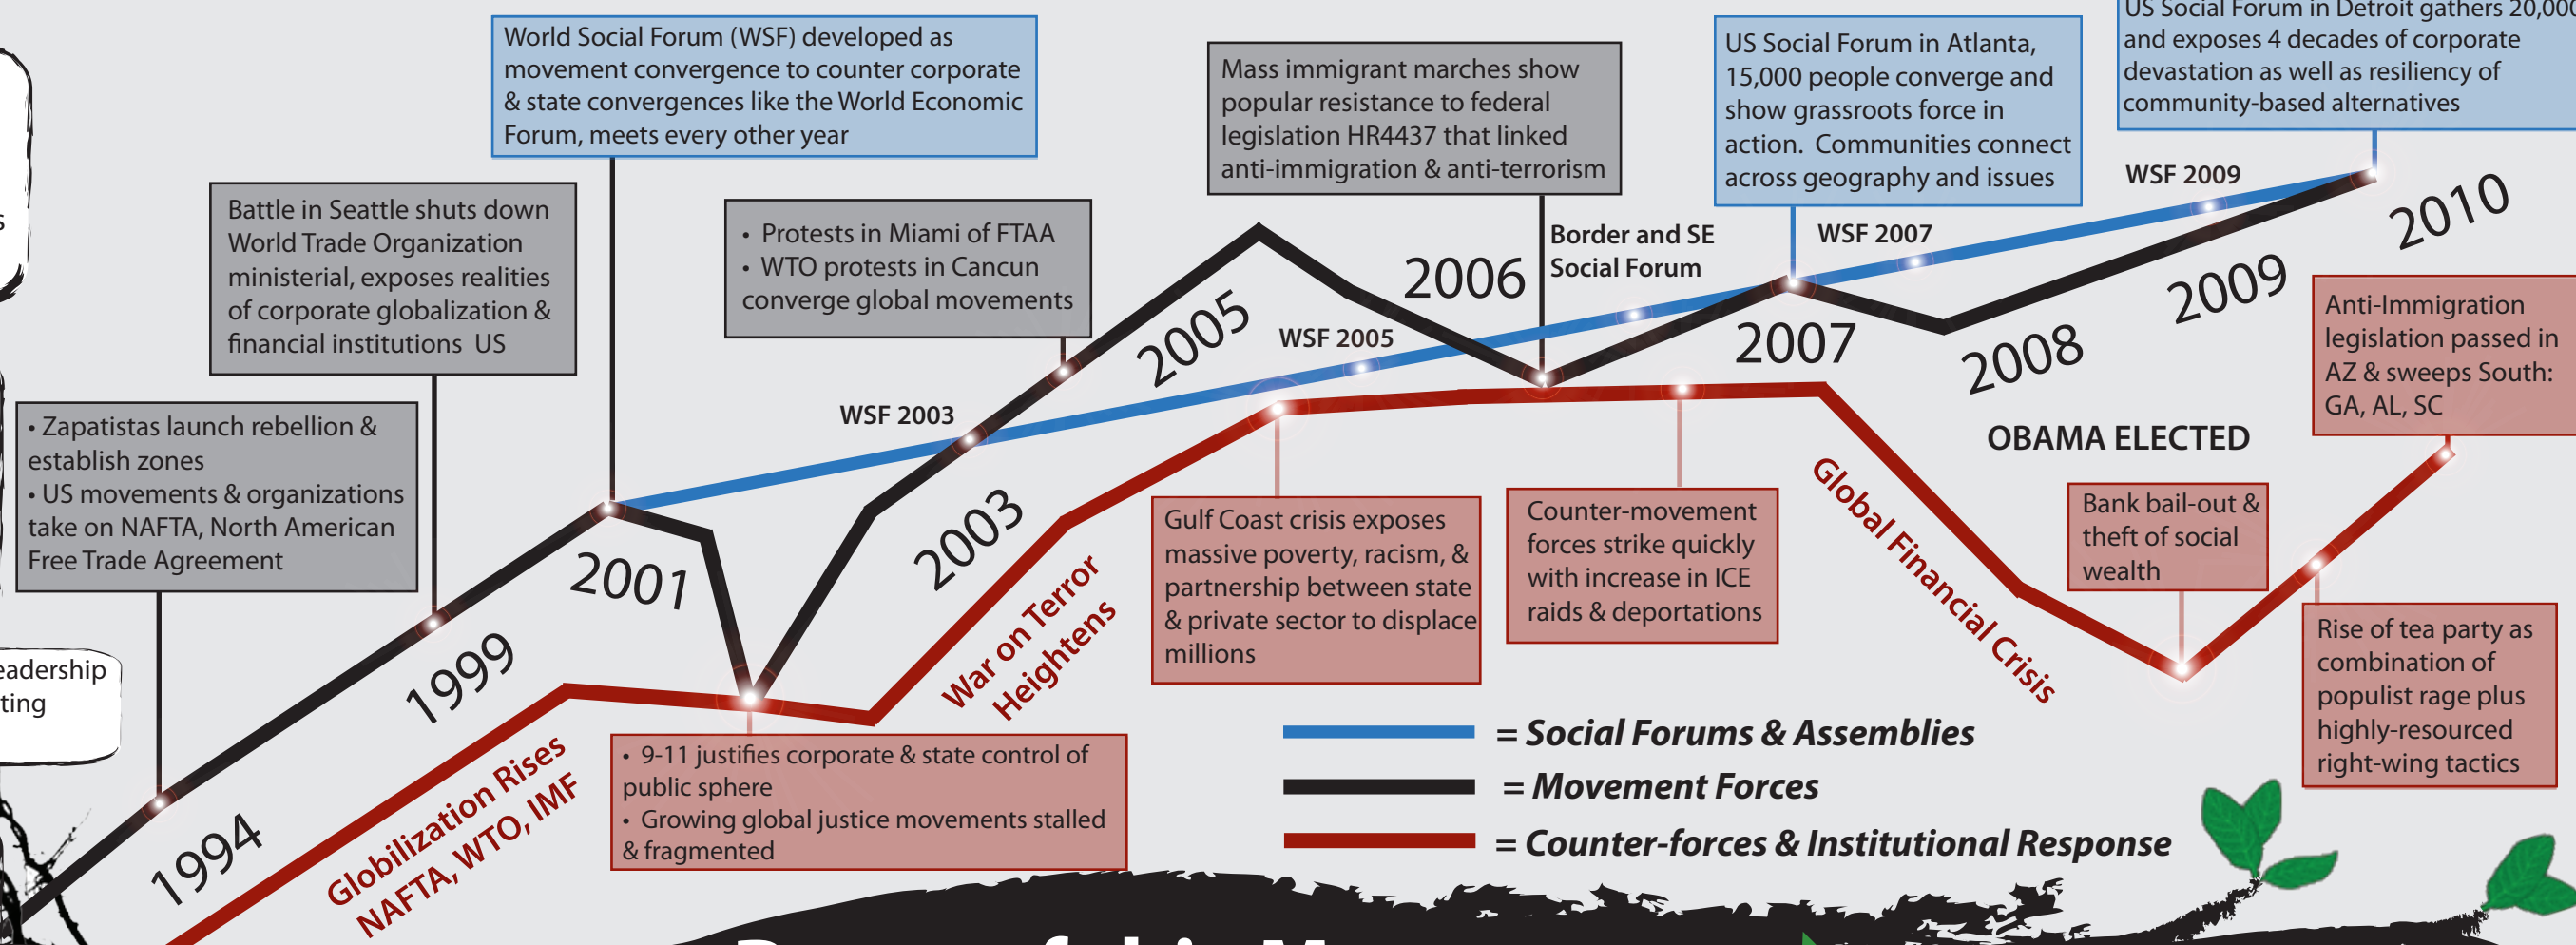 World Social Forum (WSF) developed as
movement convergence to counter corporate
& state convergences like the World Economic
Forum, meets every other year
Mass immigrant marches show
popular resistance to federal
legislation HR4437 that linked
anti-immigration & anti-terrorism
US Social Forum in Atlanta,
15,000 people converge and
show grassroots force in
action. Communities connect
across geography and issues
US Social Forum in Detroit gathers 20,000
and exposes 4 decades of corporate
devastation as well as resiliency of
community-based alternatives
Battle in Seattle shuts down
World Trade Organization
ministerial, exposes realities
of corporate globalization &
financial institutions US
• Protests in Miami of FTAA
• WTO protests in Cancun
converge global movements
• Zapatistas launch rebellion &
establish zones
• US movements & organizations
take on NAFTA, North American
Free Trade Agreement
WSF 2003
WSF 2005
Border and SE
Social Forum
WSF 2007
WSF 2009
1994
1999
2001
2003
2005
2006
2007
2008
2009
2010
OBAMA ELECTED
Anti-Immigration
legislation passed in
AZ & sweeps South:
GA, AL, SC
Globilization Rises
NAFTA, WTO, IMF
• 9-11 justifies corporate & state control of
public sphere
• Growing global justice movements stalled
& fragmented
War on Terror
Heightens
Gulf Coast crisis exposes
massive poverty, racism, &
partnership between state
& private sector to displace
millions
Counter-movement
forces strike quickly
with increase in ICE
raids & deportations
Global Financial Crisis
Bank bail-out &
theft of social
wealth
Rise of tea party as
combination of
populist rage plus
highly-resourced
right-wing tactics
= Social Forums & Assemblies
= Movement Forces
= Counter-forces & Institutional Response
eadership
ting
s